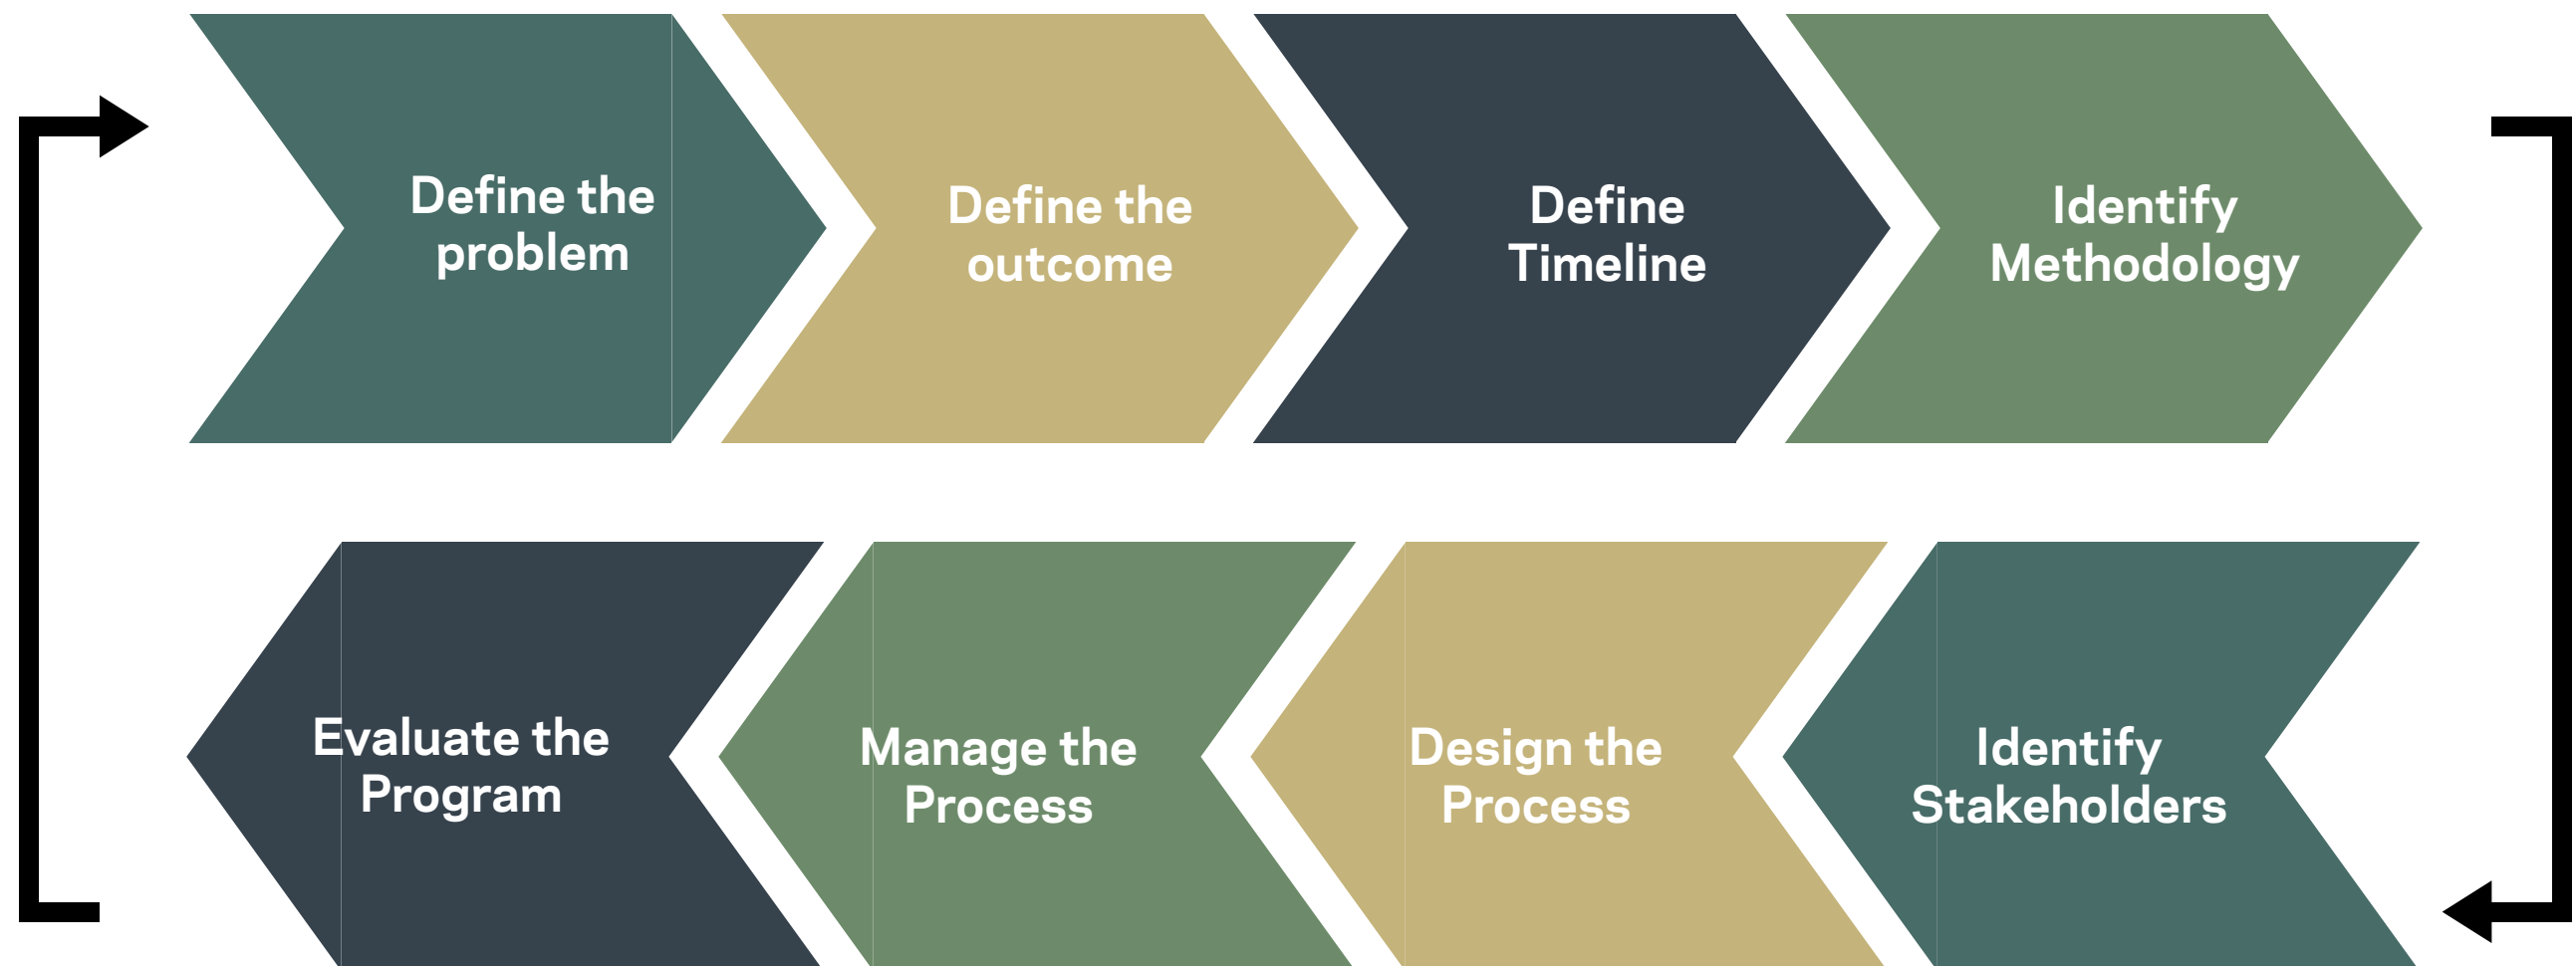 Define the
problem
Define the
outcome
Define
Timeline
Identify
Methodology
Identify
Stakeholders
Design the
Process
Manage the
Process
Evaluate the
Program